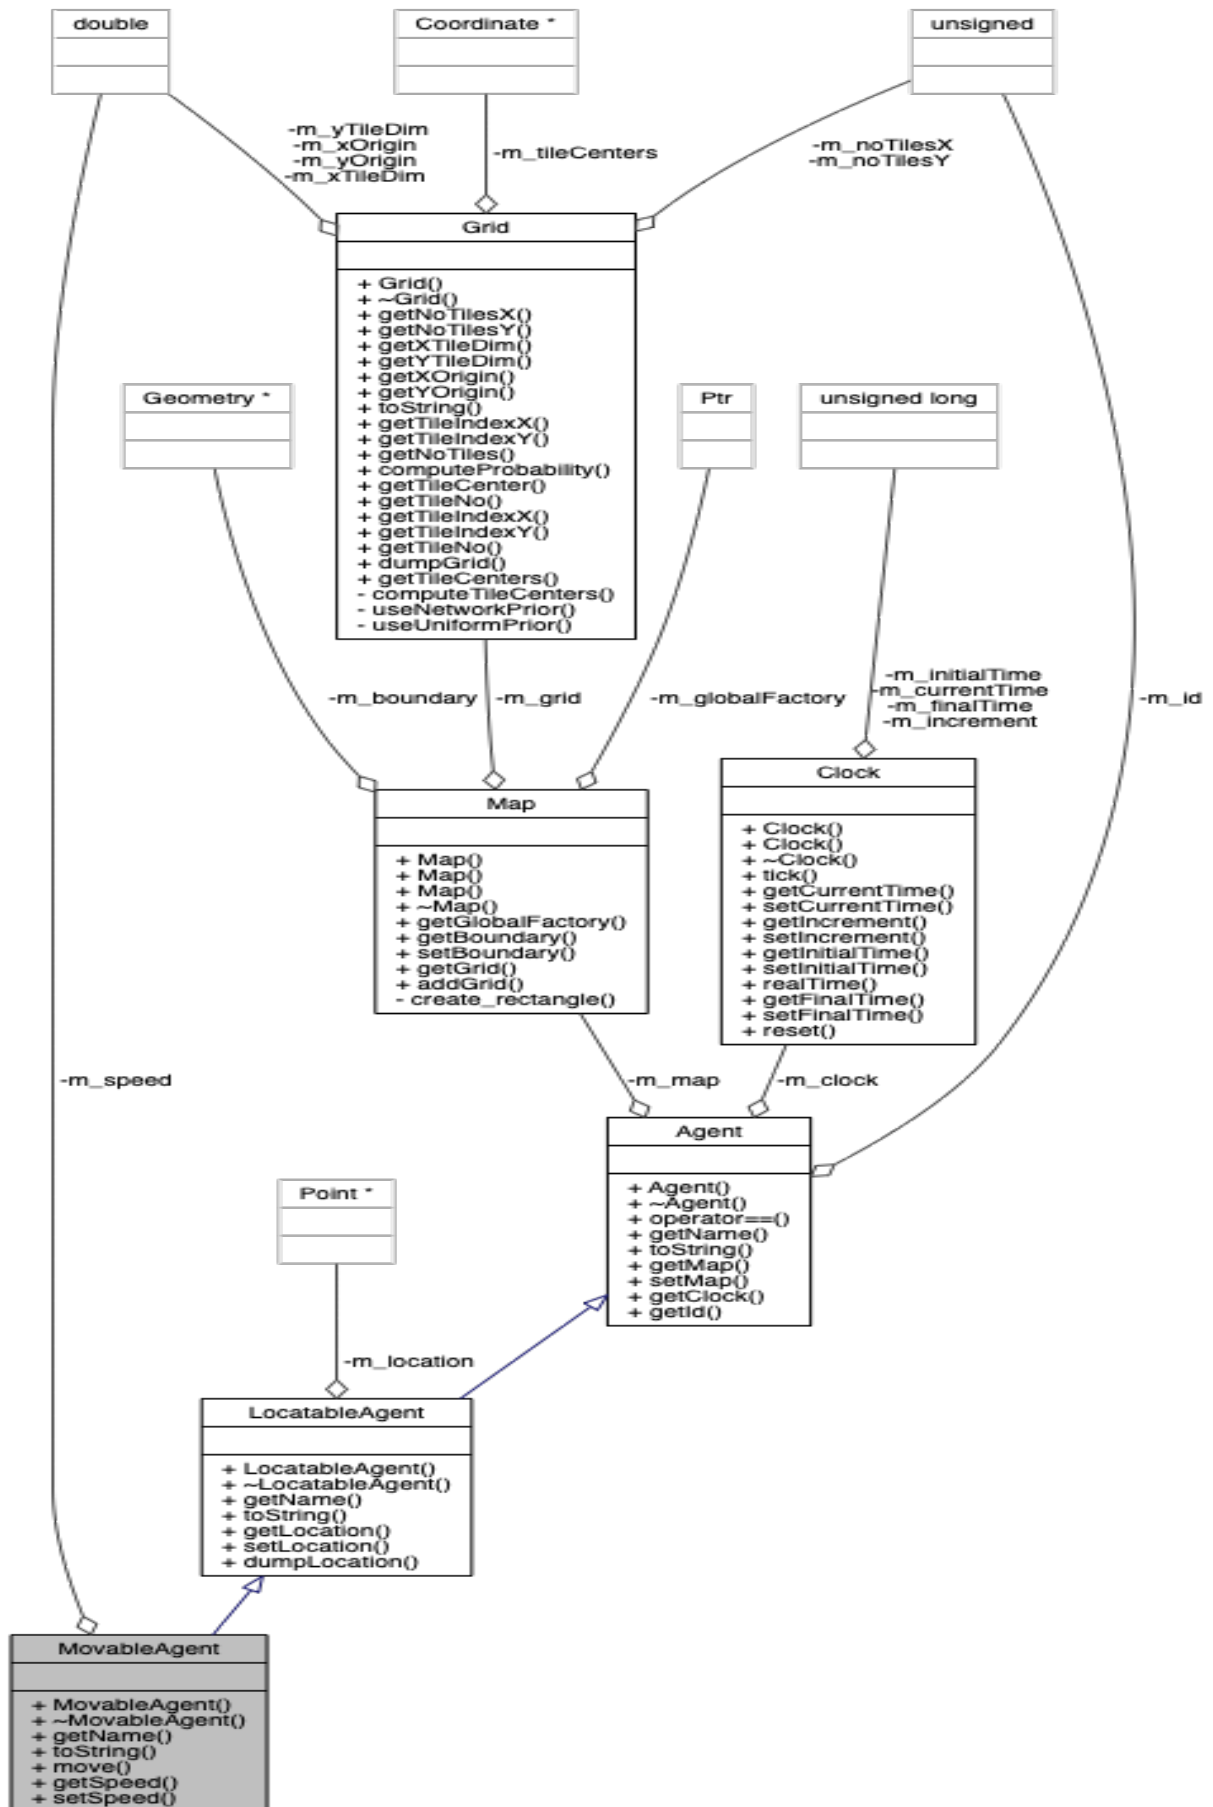 double
Coordinate *
unsigned
-m_yTileDim
-m_xOrigin
-m_yOrigin
-m_xTileDim
-m_tileCenters
-m_noTilesX
-m_noTilesY
Grid
+ Grid()
+ ~Grid()
+ getNoTilesX()
+ getNoTilesY()
+ getXTileDim()
+ getYTileDim()
+ getXOrigin()
+ getYOrigin()
+ toString()
+ getTileIndexX()
+ getTileIndexY()
+ getNoTiles()
+ computeProbability()
+ getTileCenter()
+ getTileNo()
+ getTileIndexX()
+ getTileIndexY()
+ getTileNo()
+ dumpGrid()
+ getTileCenters()
- computeTileCenters()
- useNetworkPrior()
- useUniformPrior()
Geometry *
Ptr
unsigned long
-m_boundary
-m_grid
-m_globalFactory
-m_initialTime
-m_currentTime
-m_finalTime
-m_increment
-m_id
Map
+ Map()
+ Map()
+ Map()
+ ~Map()
+ getGlobalFactory()
+ getBoundary()
+ setBoundary()
+ getGrid()
+ addGrid()
- create_rectangle()
Clock
+ Clock()
+ Clock()
+ ~Clock()
+ tick()
+ getCurrentTime()
+ setCurrentTime()
+ getIncrement()
+ setIncrement()
+ getInitialTime()
+ setInitialTime()
+ realTime()
+ getFinalTime()
+ setFinalTime()
+ reset()
-m_speed
-m_map
-m_clock
Agent
+ Agent()
+ ~Agent()
+ operator==()
+ getName()
+ toString()
+ getMap()
+ setMap()
+ getClock()
+ getId()
Point *
-m_location
LocatableAgent
+ LocatableAgent()
+ ~LocatableAgent()
+ getName()
+ toString()
+ getLocation()
+ setLocation()
+ dumpLocation()
MovableAgent
+ MovableAgent()
+ ~MovableAgent()
+ getName()
+ toString()
+ move()
+ getSpeed()
+ setSpeed()